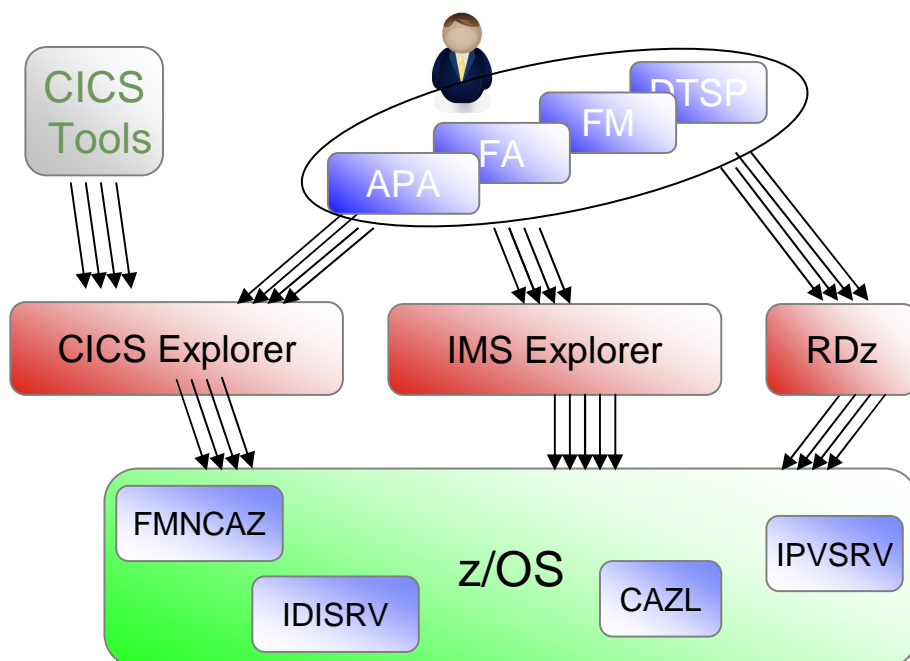 CICS
Tools
DTSP
FM
FA
APA
CICS Explorer
IMS Explorer
RDz
FMNCAZ
IDISRV
z/OS
CAZL
IPVSRV